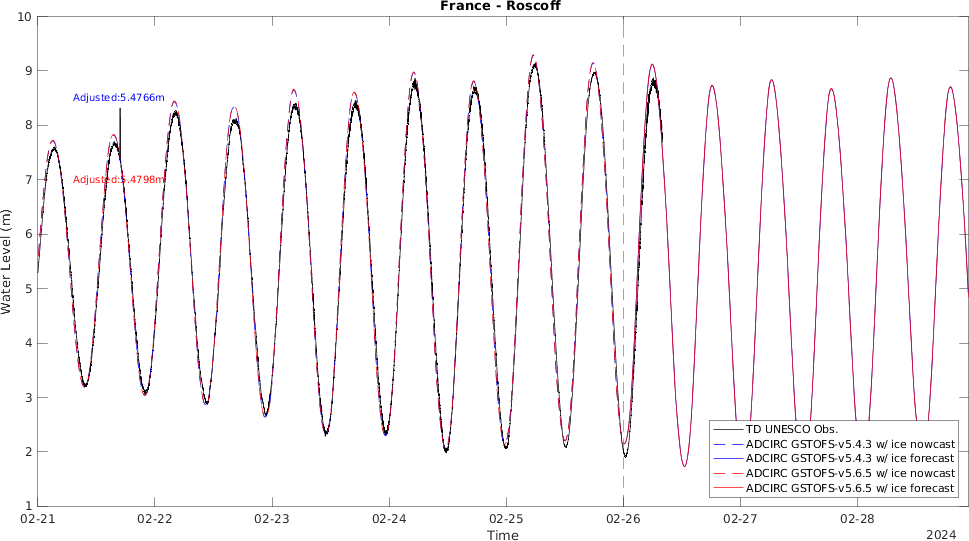 France - Roscoff
10
9
8
7
6
5
4
3
2
1
Water Level (m)
Adjusted:5.4766m
Adjusted:5.4798m
TD UNESCO Obs.
ADCIRC GSTOFS-v5.4.3 w/ ice nowcast
ADCIRC GSTOFS-v5.4.3 w/ ice forecast
ADCIRC GSTOFS-v5.6.5 w/ ice nowcast
ADCIRC GSTOFS-v5.6.5 w/ ice forecast
02-21 02-22 02-23 02-24 02-25 02-26 02-27 02-28
Time
2024